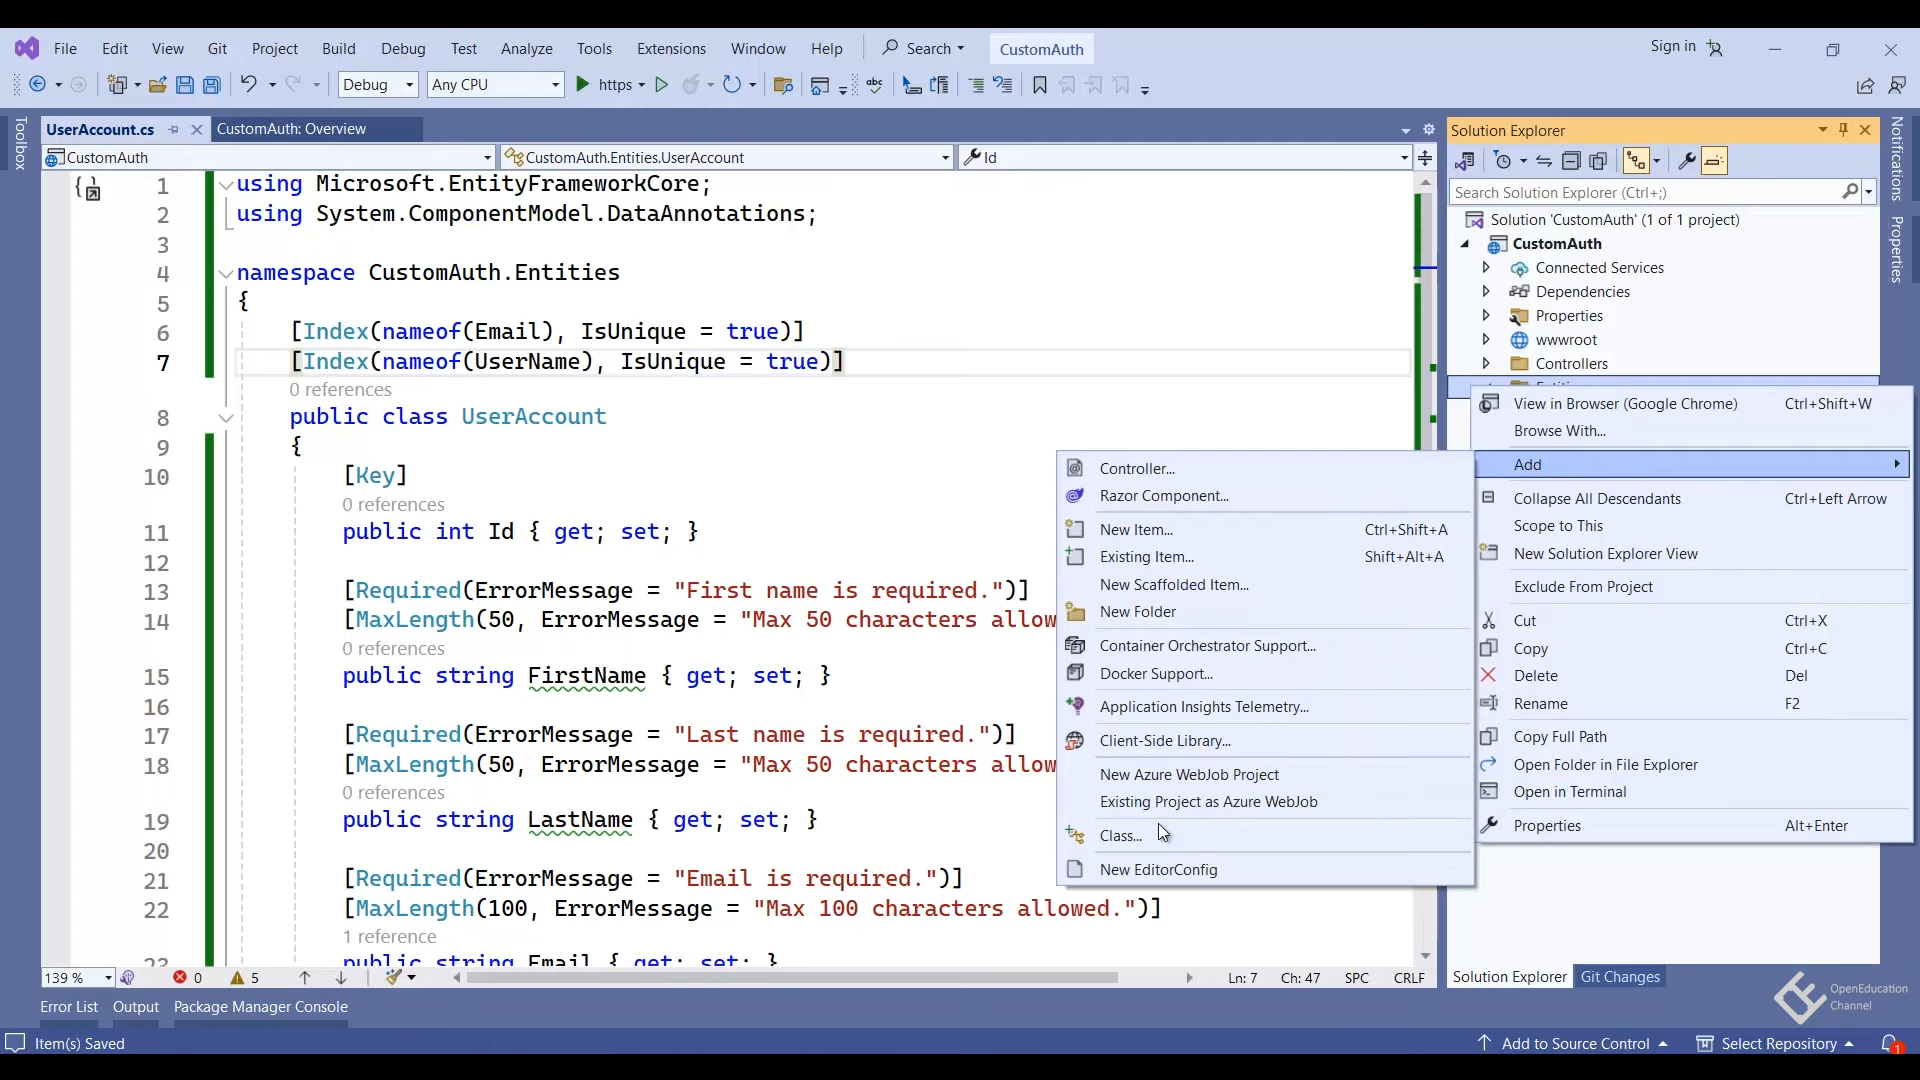 File Edit View Git Project Build Debug Test Analyze Tools Extensions Window Help Search CustomAuth Sign in
Debug Any CPU https
UserAccount.cs CustomAuth: Overview
CustomAuth CustomAuth.Entities.UserAccount Id
Toolbox
1 using Microsoft.EntityFrameworkCore;
2 using System.ComponentModel.DataAnnotations;
3
4 namespace CustomAuth.Entities
5 {
6 [Index(nameof(Email), IsUnique = true)]
7 [Index(nameof(UserName), IsUnique = true)]
0 references
8 public class UserAccount
9 {
10 [Key]
0 references
11 public int Id { get; set; }
12
13 [Required(ErrorMessage = "First name is required.")]
14 [MaxLength(50, ErrorMessage = "Max 50 characters allow
0 references
15 public string FirstName { get; set; }
16
17 [Required(ErrorMessage = "Last name is required.")]
18 [MaxLength(50, ErrorMessage = "Max 50 characters allow
0 references
19 public string LastName { get; set; }
20
21 [Required(ErrorMessage = "Email is required.")]
22 [MaxLength(100, ErrorMessage = "Max 100 characters allowed.")]
1 reference
23 public string Email { get; set; }
Controller...
Razor Component...
New Item... Ctrl+Shift+A
Existing Item... Shift+Alt+A
New Scaffolded Item...
New Folder
Container Orchestrator Support...
Docker Support...
Application Insights Telemetry...
Client-Side Library...
New Azure WebJob Project
Existing Project as Azure WebJob
Class...
New EditorConfig
Solution Explorer
Search Solution Explorer (Ctrl+;)
Solution 'CustomAuth' (1 of 1 project)
CustomAuth
Connected Services
Dependencies
Properties
wwwroot
Controllers
View in Browser (Google Chrome) Ctrl+Shift+W
Browse With...
Add
Collapse All Descendants Ctrl+Left Arrow
Scope to This
New Solution Explorer View
Exclude From Project
Cut Ctrl+X
Copy Ctrl+C
Delete Del
Rename F2
Copy Full Path
Open Folder in File Explorer
Open in Terminal
Properties Alt+Enter
Notifications
Properties
139 % 0 5 Ln: 7 Ch: 47 SPC CRLF
Solution Explorer Git Changes
OpenEducation
Channel
Error List Output Package Manager Console
Item(s) Saved Add to Source Control Select Repository 1